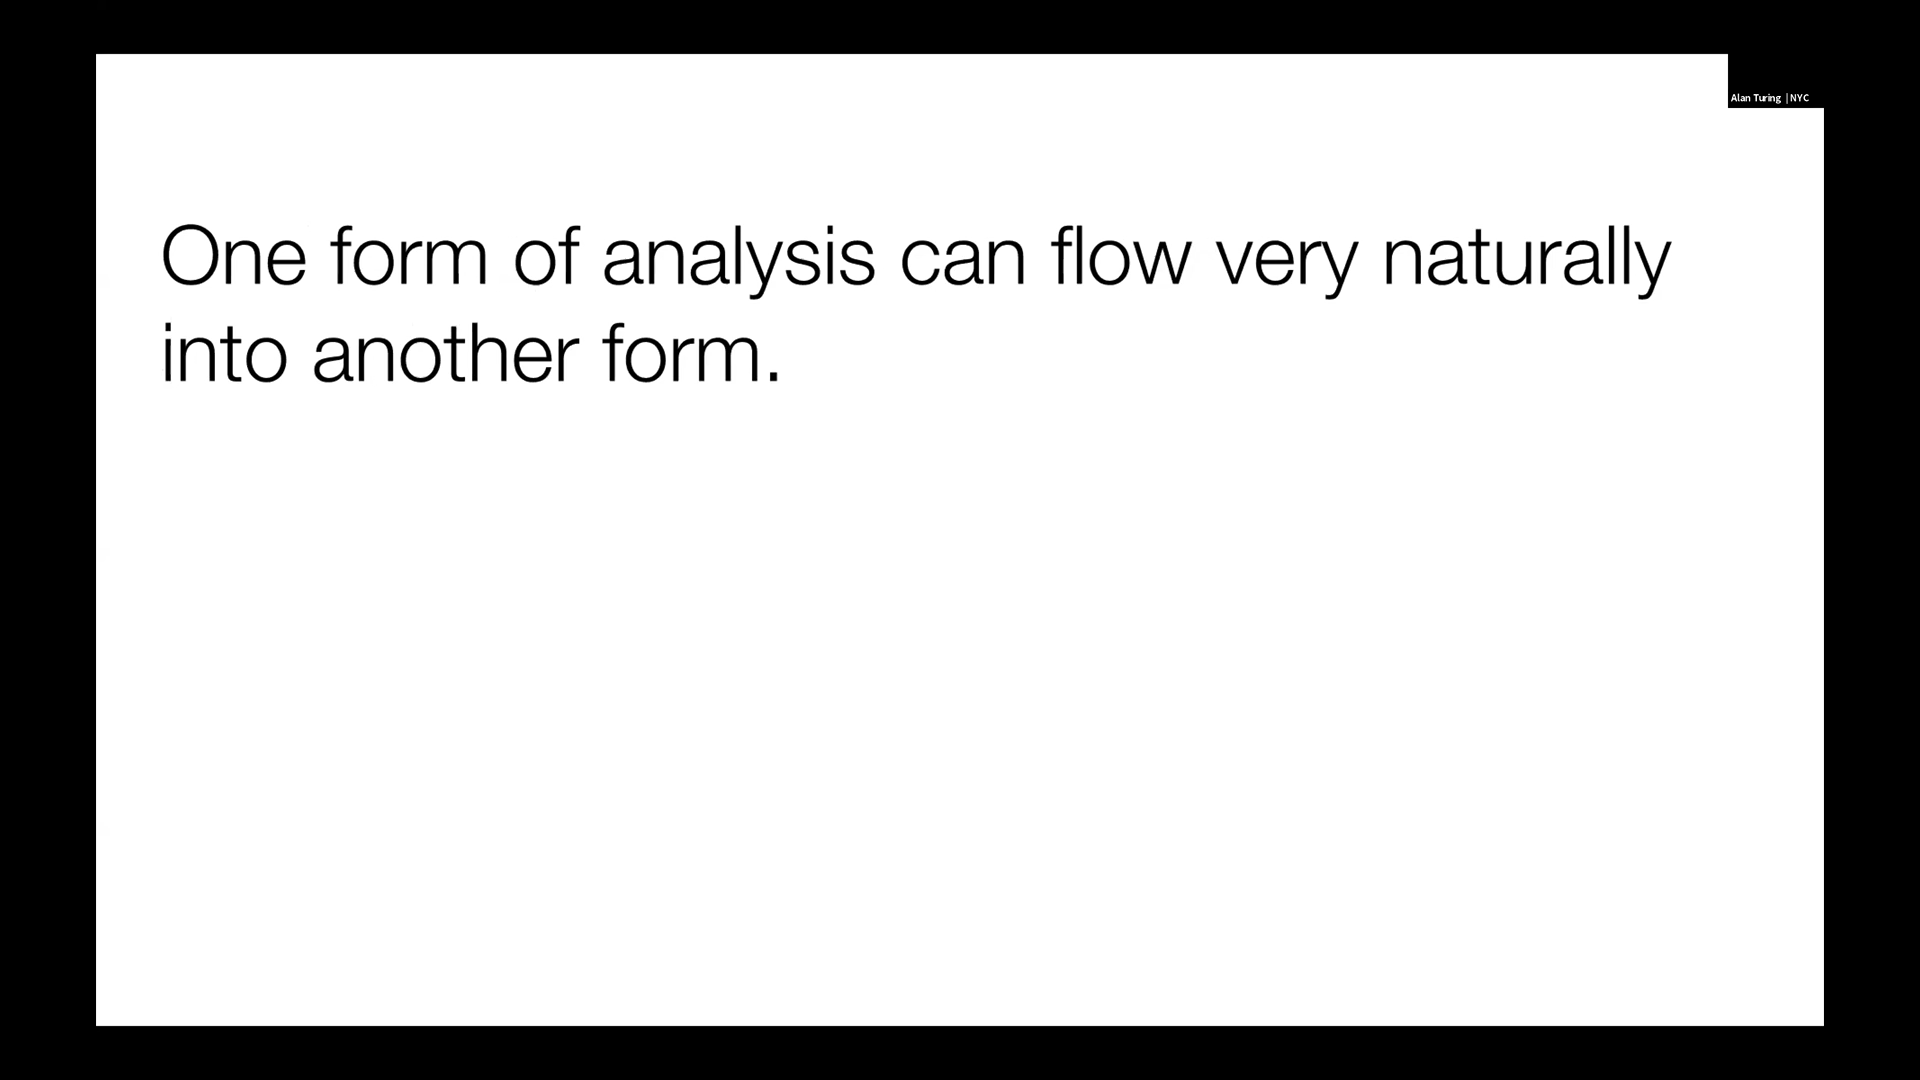 Alan Turing | NYC
One form of analysis can flow very naturally
into another form.